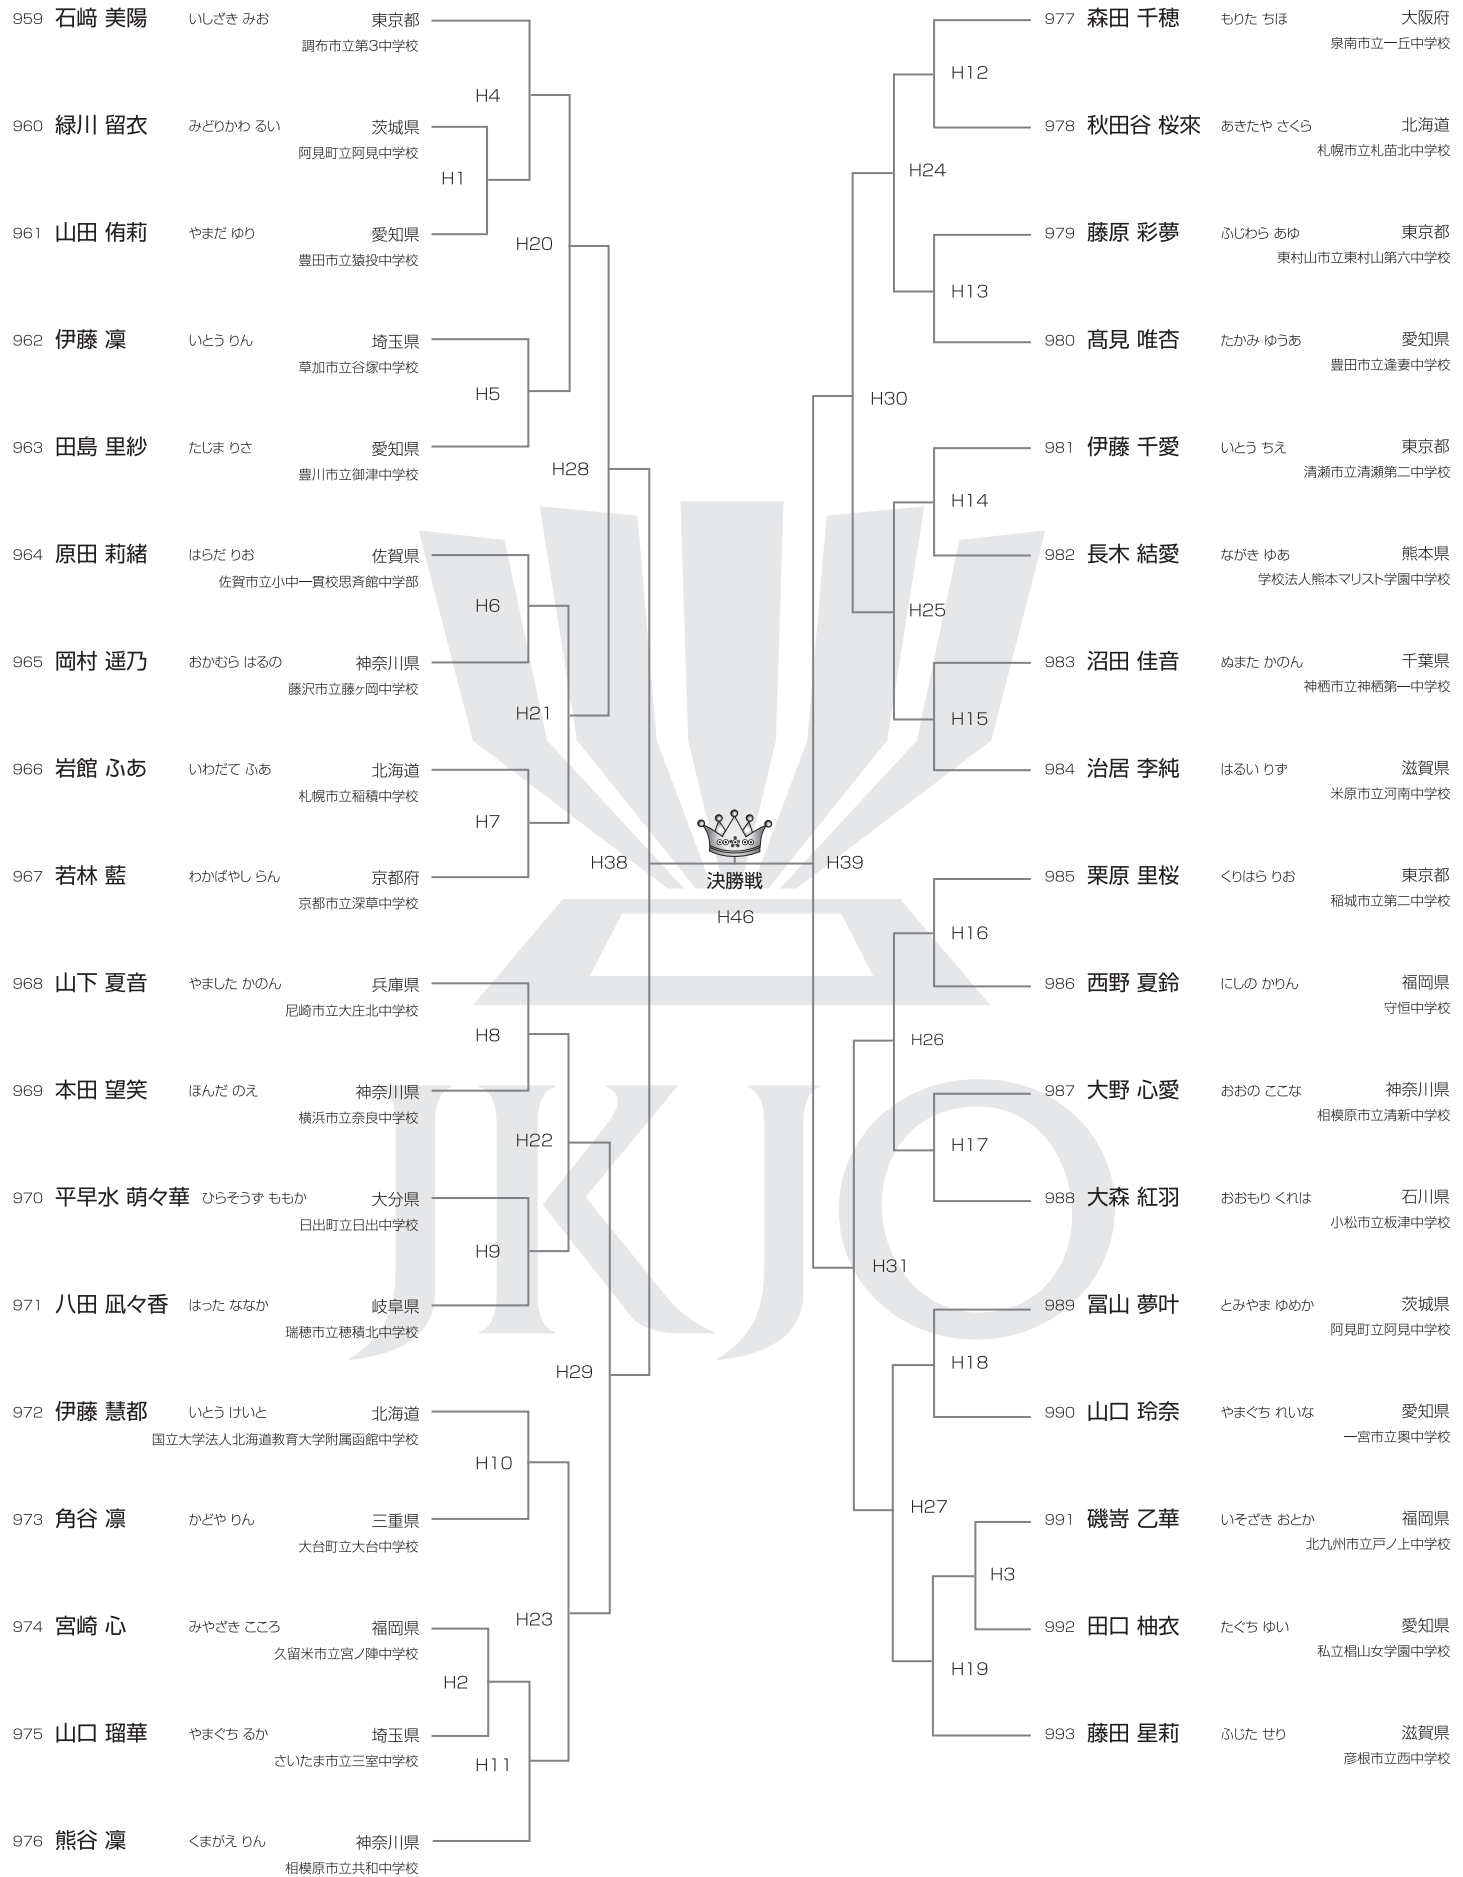 959 石﨑 美陽 いしざき みお 東京都
調布市立第3中学校
H4
960 緑川 留衣 みどりかわ るい 茨城県
阿見町立阿見中学校
H1
961 山田 侑莉 やまだ ゆり 愛知県
豊田市立猿投中学校
H20
962 伊藤 凜 いとう りん 埼玉県
草加市立谷塚中学校
H5
963 田島 里紗 たじま りさ 愛知県
豊川市立御津中学校
H28
964 原田 莉緒 はらだ りお 佐賀県
佐賀市立小中一貫校思斉館中学部
H6
965 岡村 遥乃 おかむら はるの 神奈川県
藤沢市立藤ヶ岡中学校
H21
966 岩館 ふあ いわだて ふあ 北海道
札幌市立稲積中学校
H7
967 若林 藍 わかばやし らん 京都府
京都市立深草中学校
H38
968 山下 夏音 やました かのん 兵庫県
尼崎市立大庄北中学校
H8
969 本田 望笑 ほんだ のえ 神奈川県
横浜市立奈良中学校
H22
970 平早水 萌々華 ひらそうず ももか 大分県
日出町立日出中学校
H9
971 八田 凪々香 はった ななか 岐阜県
瑞穂市立穂積北中学校
H29
972 伊藤 慧都 いとう けいと 北海道
国立大学法人北海道教育大学附属函館中学校
H10
973 角谷 凛 かどや りん 三重県
大台町立大台中学校
H23
974 宮崎 心 みやざき こころ 福岡県
久留米市立宮ノ陣中学校
H2
975 山口 瑠華 やまぐち るか 埼玉県
さいたま市立三室中学校
H11
976 熊谷 凜 くまがえ りん 神奈川県
相模原市立共和中学校
決勝戦
H46
JKJO
977 森田 千穂 もりた ちほ 大阪府
泉南市立一丘中学校
H12
978 秋田谷 桜來 あきたや さくら 北海道
札幌市立札苗北中学校
H24
979 藤原 彩夢 ふじわら あゆ 東京都
東村山市立東村山第六中学校
H13
980 髙見 唯杏 たかみ ゆうあ 愛知県
豊田市立逢妻中学校
H30
981 伊藤 千愛 いとう ちえ 東京都
清瀬市立清瀬第二中学校
H14
982 長木 結愛 ながき ゆあ 熊本県
学校法人熊本マリスト学園中学校
H25
983 沼田 佳音 ぬまた かのん 千葉県
神栖市立神栖第一中学校
H15
984 治居 李純 はるい りず 滋賀県
米原市立河南中学校
H39
985 栗原 里桜 くりはら りお 東京都
稲城市立第二中学校
H16
986 西野 夏鈴 にしの かりん 福岡県
守恒中学校
H26
987 大野 心愛 おおの ここな 神奈川県
相模原市立清新中学校
H17
988 大森 紅羽 おおもり くれは 石川県
小松市立板津中学校
H31
989 冨山 夢叶 とみやま ゆめか 茨城県
阿見町立阿見中学校
H18
990 山口 玲奈 やまぐち れいな 愛知県
一宮市立奥中学校
H27
991 磯嵜 乙華 いそざき おとか 福岡県
北九州市立戸ノ上中学校
H3
992 田口 柚衣 たぐち ゆい 愛知県
私立椙山女学園中学校
H19
993 藤田 星莉 ふじた せり 滋賀県
彦根市立西中学校